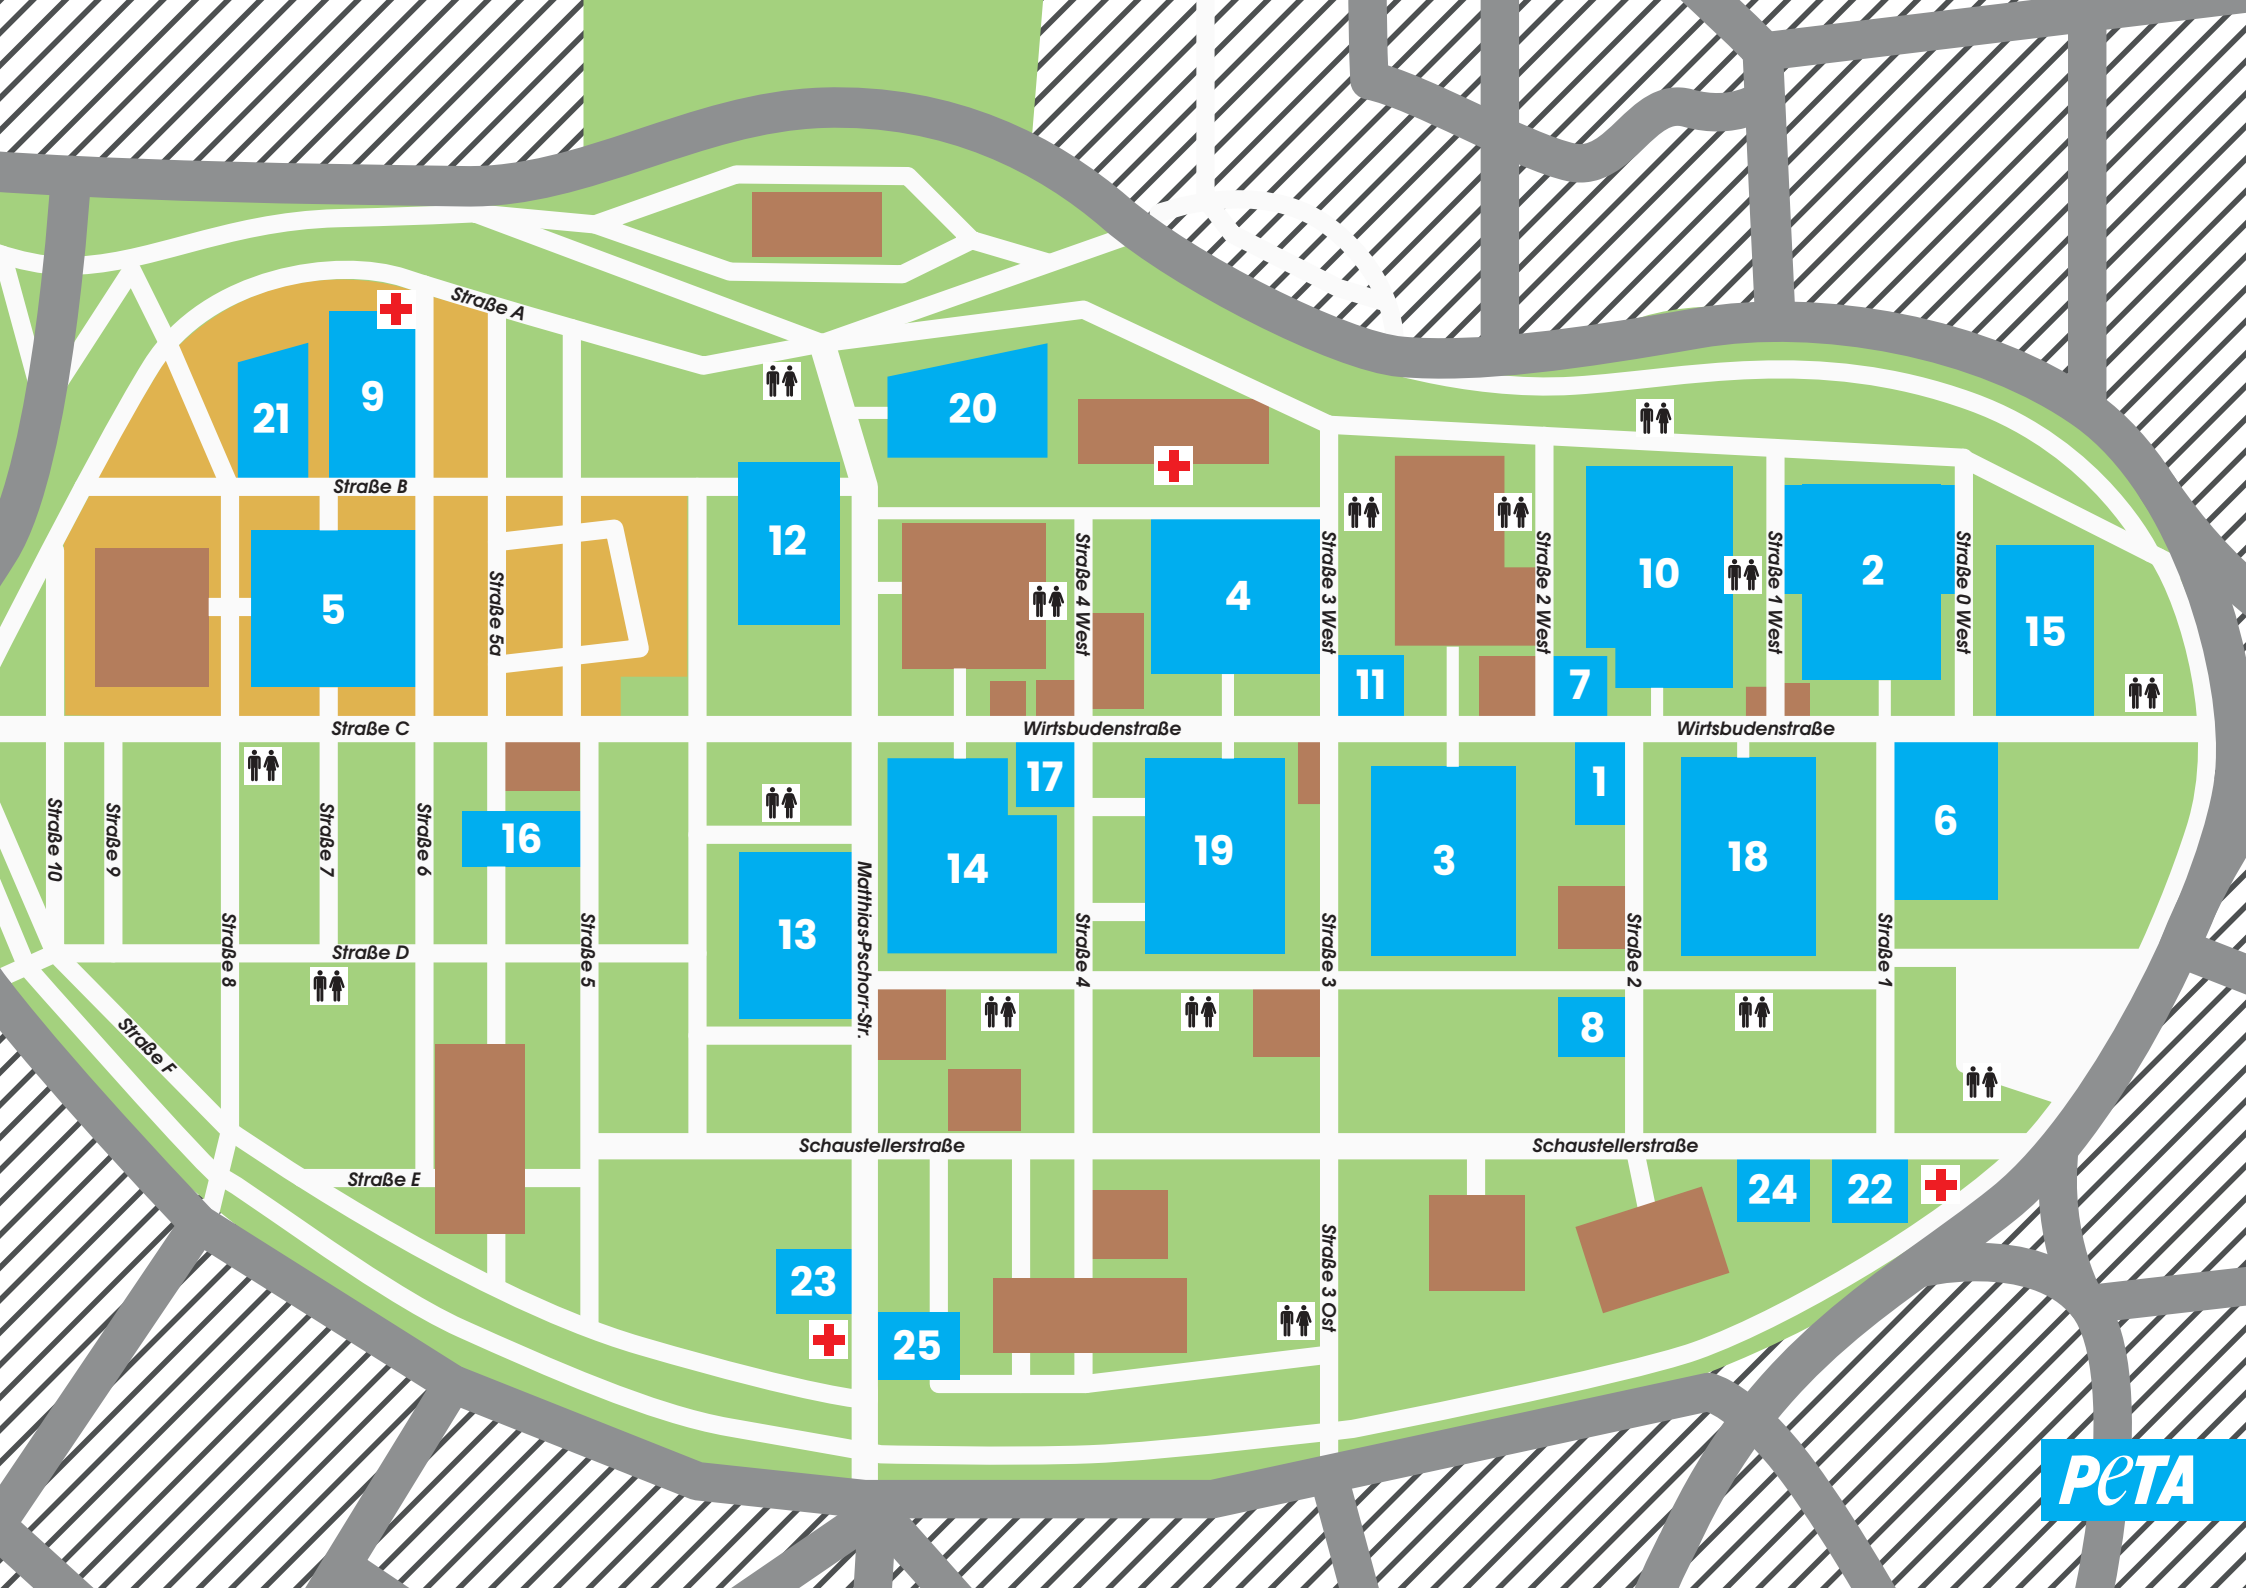 Straße A
9
21
20
Straße B
12
10
2
4
5
15
Straße 5a
Straße 4 West
Straße 3 West
Straße 2 West
Straße 1 West
Straße 0 West
11
7
Straße C
Wirtsbudenstraße
Wirtsbudenstraße
17
1
6
16
14
19
3
18
Straße 10
Straße 9
Straße 7
Straße 6
13
Matthias-Pschorr-Str.
Straße 8
Straße D
Straße 5
Straße 4
Straße 3
Straße 2
Straße 1
8
Straße F
Schaustellerstraße
Schaustellerstraße
Straße E
24
22
23
Straße 3 Ost
25
PeTA